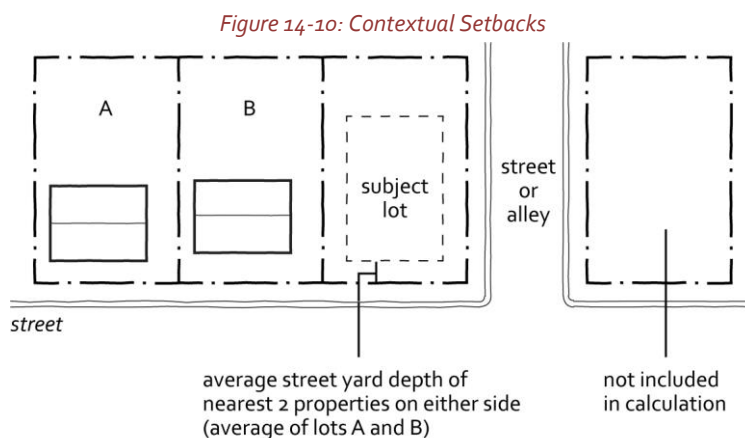 Figure 14-10: Contextual Setbacks
A
B
subject
lot
street
or
alley
street
average street yard depth of
nearest 2 properties on either side
(average of lots A and B)
not included
in calculation